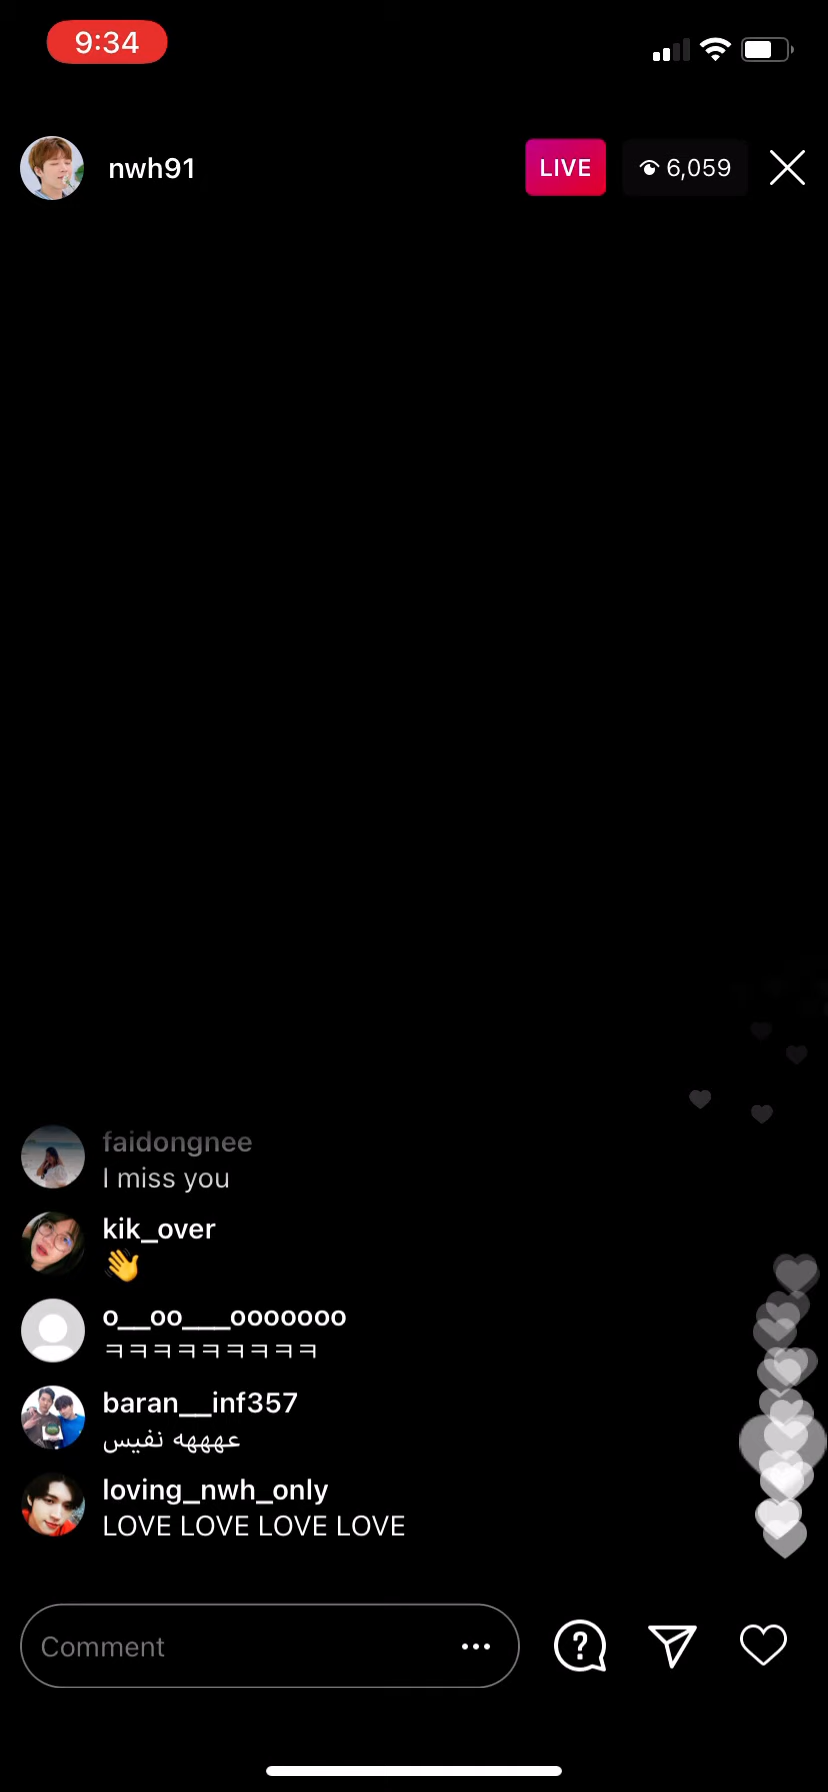 9:34
nwh91
LIVE
6,059
faidongnee
I miss you
kik_over
👋
o__oo___ooooooo
ㅋㅋㅋㅋㅋㅋㅋㅋㅋ
baran__inf357
عهههه نفیس
loving_nwh_only
LOVE LOVE LOVE LOVE
Comment